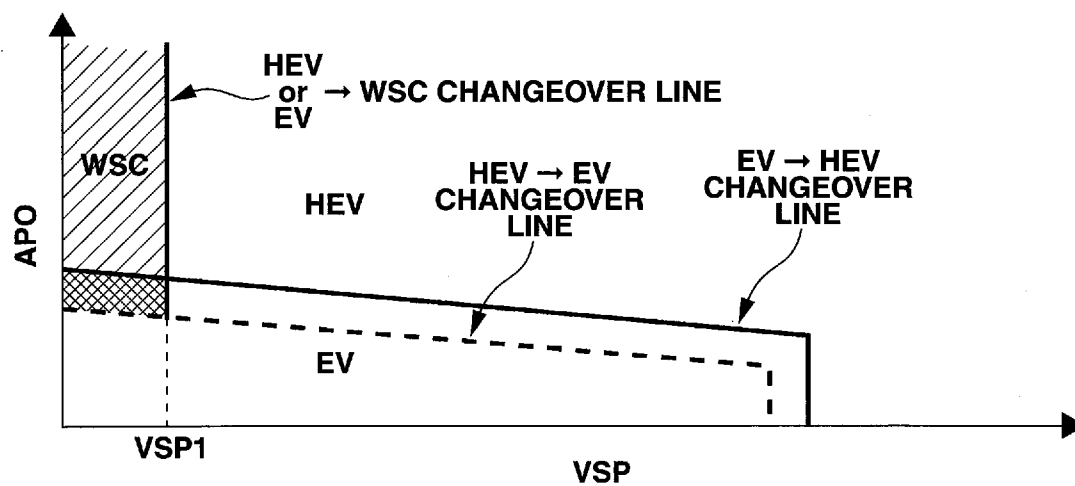 HEV
or → WSC CHANGEOVER LINE
EV
WSC
HEV
HEV → EV
CHANGEOVER
LINE
EV → HEV
CHANGEOVER
LINE
APO
EV
VSP1
VSP